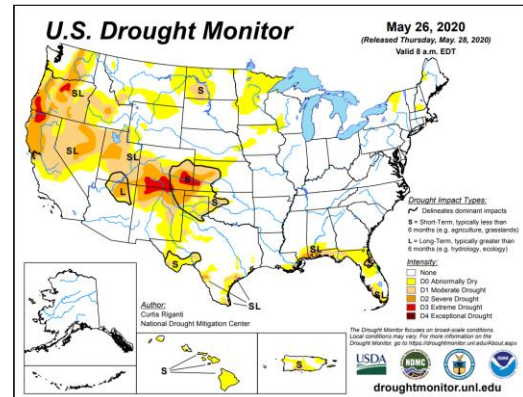 U.S. Drought Monitor
May 26, 2020
(Released Thursday, May. 28, 2020)
Valid 8 a.m. EDT
SL
SL
SL
S
L
S
S
S
SL
SL
SL
S
S
Drought Impact Types:
Delineates dominant impacts
S = Short-Term, typically less than
6 months (e.g. agriculture, grasslands)
L = Long-Term, typically greater than
6 months (e.g. hydrology, ecology)
Intensity:
None
D0 Abnormally Dry
D1 Moderate Drought
D2 Severe Drought
D3 Extreme Drought
D4 Exceptional Drought
Author:
Curtis Riganti
National Drought Mitigation Center
The Drought Monitor focuses on broad-scale conditions.
Local conditions may vary. For more information on the
Drought Monitor, go to https://droughtmonitor.unl.edu/About.aspx
USDA
NDMC
droughtmonitor.unl.edu